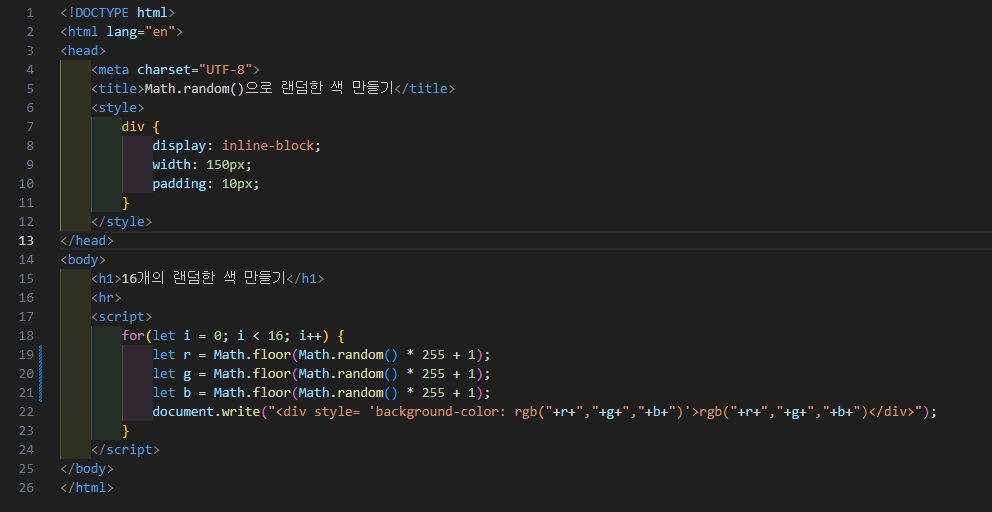 1 <!DOCTYPE html>
2 <html lang="en">
3 <head>
4 <meta charset="UTF-8">
5 <title>Math.random()으로 랜덤한 색 만들기</title>
6 <style>
7 div {
8 display: inline-block;
9 width: 150px;
10 padding: 10px;
11 }
12 </style>
13 </head>
14 <body>
15 <h1>16개의 랜덤한 색 만들기</h1>
16 <hr>
17 <script>
18 for(let i = 0; i < 16; i++) {
19 let r = Math.floor(Math.random() * 255 + 1);
20 let g = Math.floor(Math.random() * 255 + 1);
21 let b = Math.floor(Math.random() * 255 + 1);
22 document.write("<div style= 'background-color: rgb("+r+","+g+","+b+")'>rgb("+r+","+g+","+b+")</div>");
23 }
24 </script>
25 </body>
26 </html>